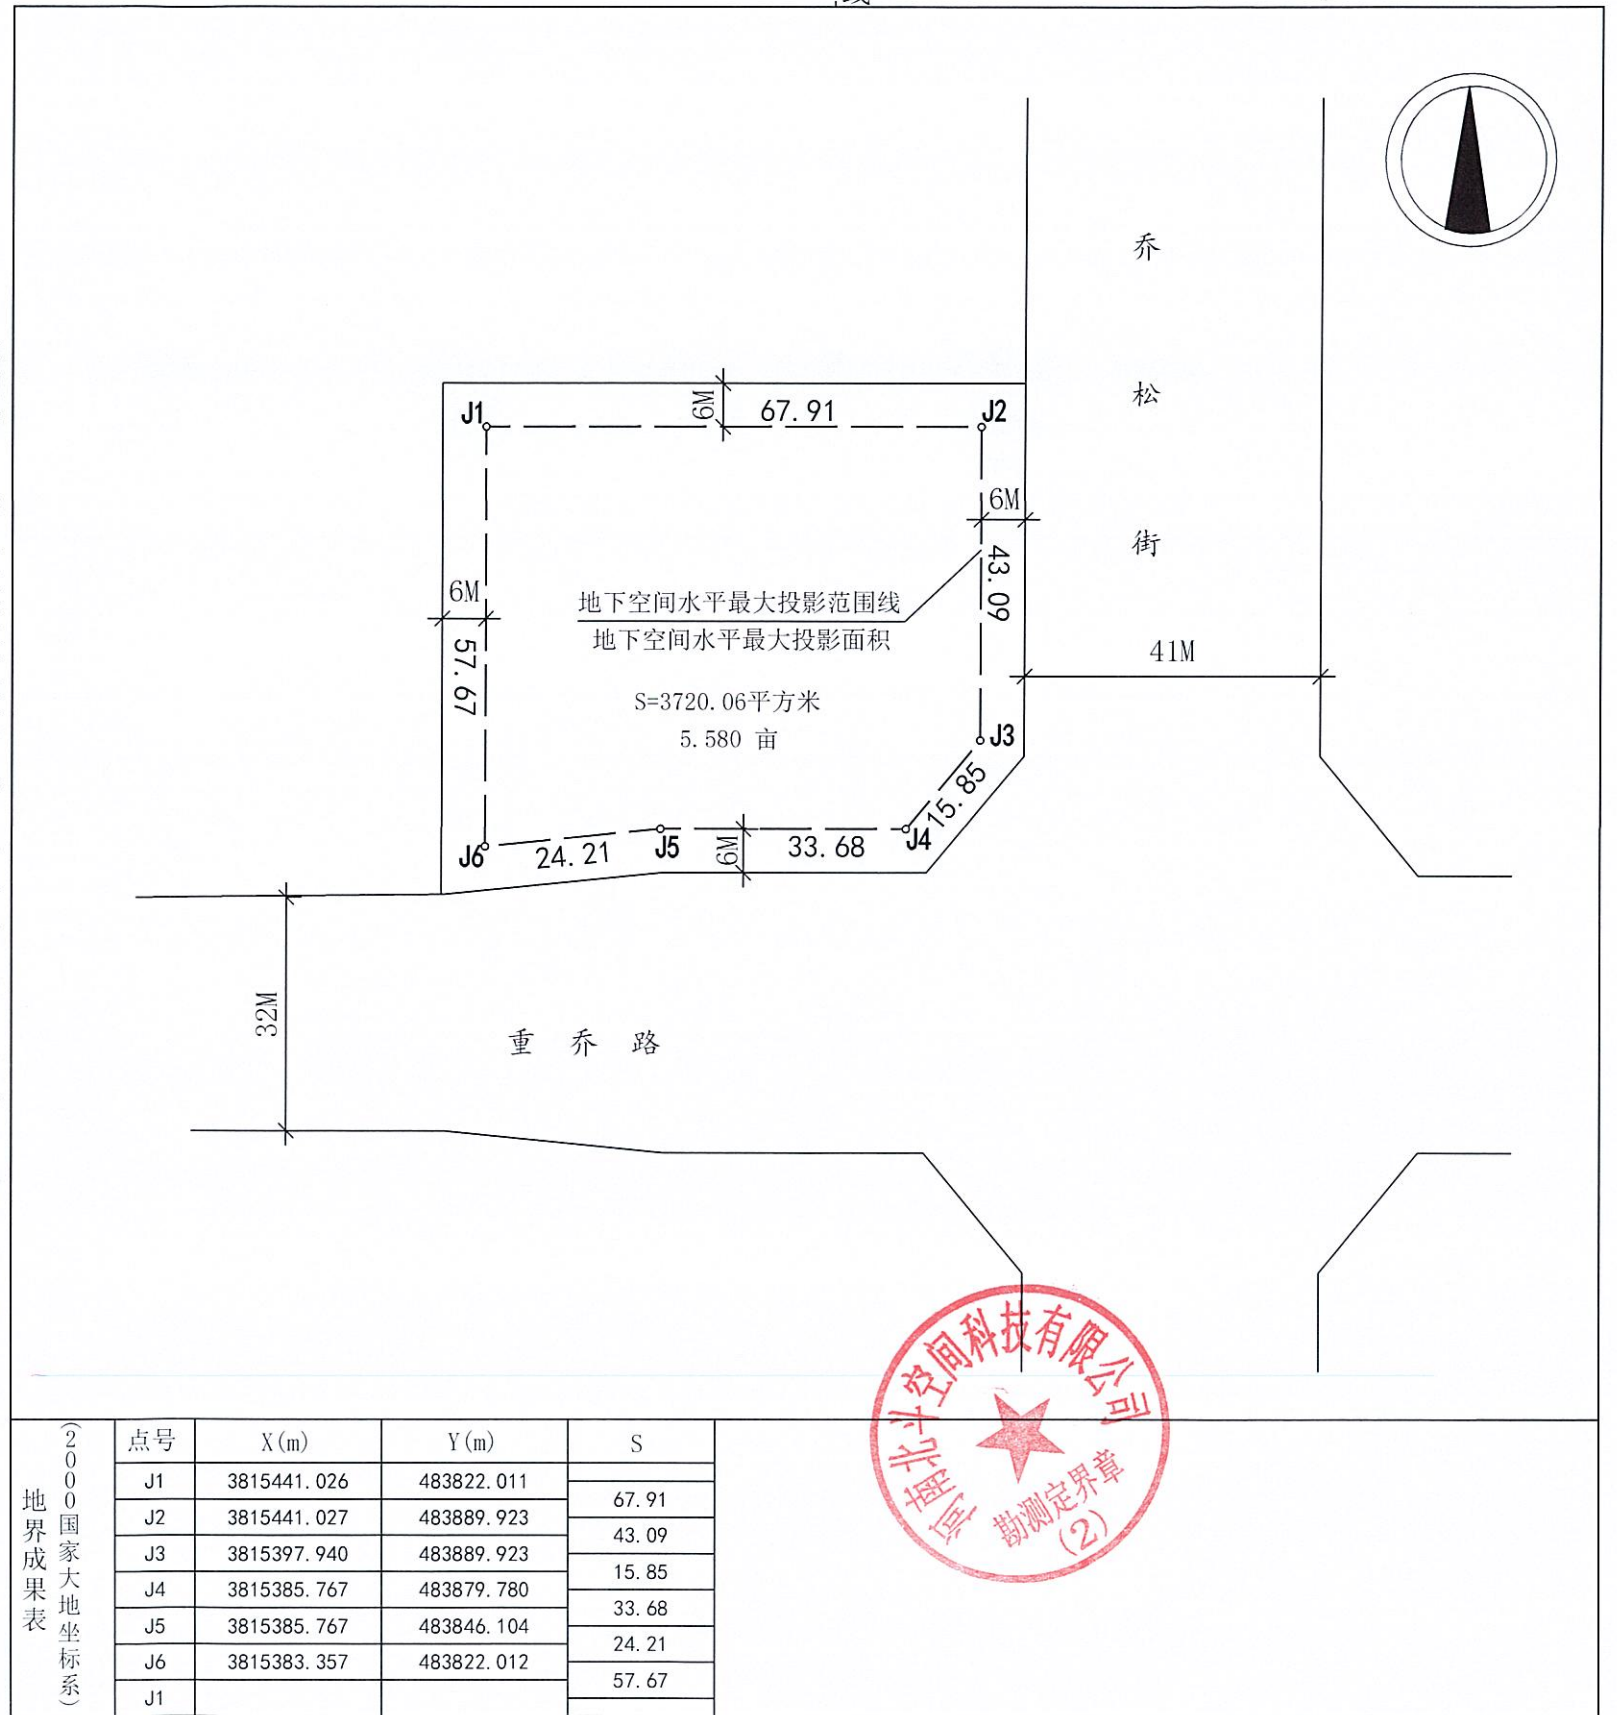 线
乔
松
街
J1
6M
67.91
J2
6M
43.09
6M
57.67
地下空间水平最大投影范围线
地下空间水平最大投影面积
S=3720.06平方米
5.580 亩
41M
J3
15.85
J6
24.21
J5
6M
33.68
J4
32M
重 乔 路
河南北斗空间科技有限公司
勘测定界章
(2)
地界成果表
(2000国家大地坐标系)
点号 X(m) Y(m) S
J1 3815441.026 483822.011
67.91
J2 3815441.027 483889.923
43.09
J3 3815397.940 483889.923
15.85
J4 3815385.767 483879.780
33.68
J5 3815385.767 483846.104
24.21
J6 3815383.357 483822.012
57.67
J1